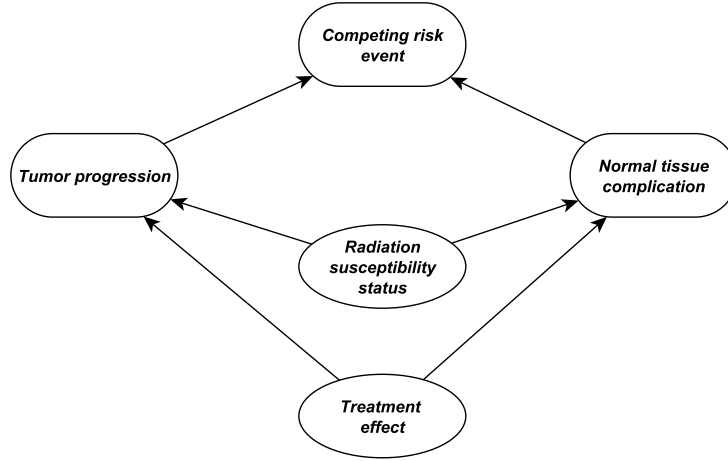 Competing risk
event
Tumor progression
Normal tissue
complication
Radiation
susceptibility
status
Treatment
effect